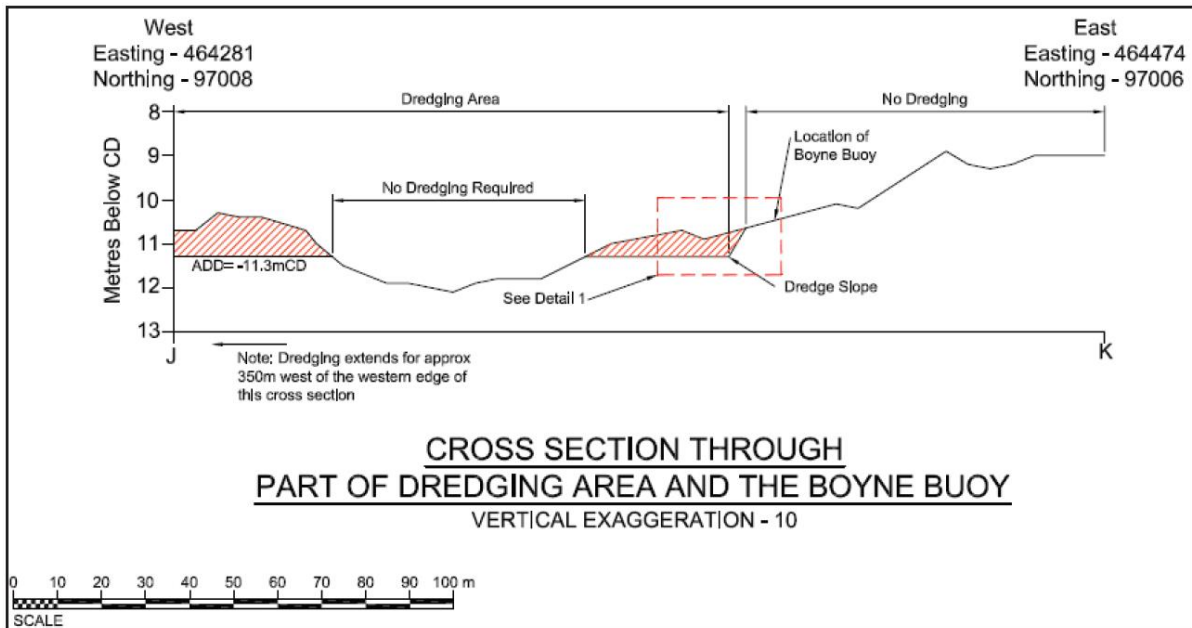 West
Easting - 464281
Northing - 97008
East
Easting - 464474
Northing - 97006
Dredging Area
No Dredging
8
9
10
11
12
13
Metres Below CD
Location of
Boyne Buoy
No Dredging Required
ADD= -11.3mCD
See Detail 1
Dredge Slope
J
K
Note: Dredging extends for approx
350m west of the western edge of
this cross section
CROSS SECTION THROUGH
PART OF DREDGING AREA AND THE BOYNE BUOY
VERTICAL EXAGGERATION - 10
0 10 20 30 40 50 60 70 80 90 100 m
SCALE